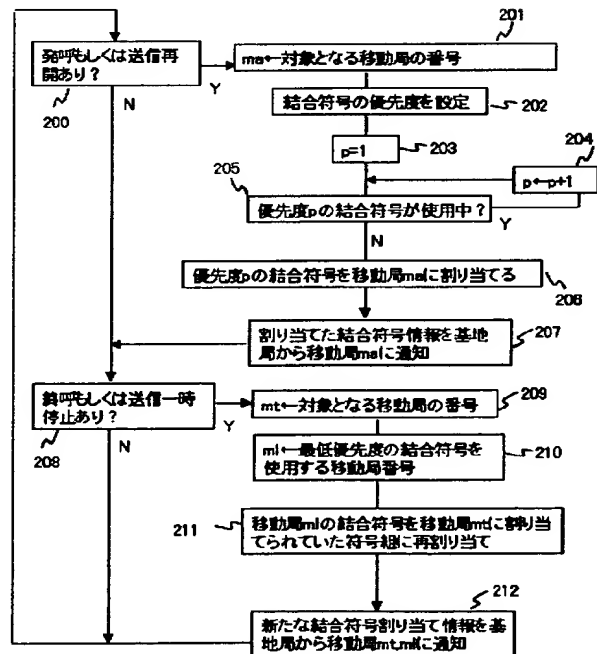 発呼もしくは送信再
開あり?
200
Y
N
201
ma←対象となる移動局の番号
結合符号の優先度を設定
202
p=1
203
204
p←p+1
205
優先度pの結合符号が使用中?
Y
N
優先度pの結合符号を移動局maに割り当てる
206
割り当てた結合符号情報を基地
局から移動局maに通知
207
終呼もしくは送信一時
停止あり?
208
Y
N
mt←対象となる移動局の番号
209
ml←最低優先度の結合符号を
使用する移動局番号
210
211
移動局mlの結合符号を移動局mtに割り当
てられていた符号組に再割り当て
212
新たな結合符号割り当て情報を基
地局から移動局mt,mlに通知